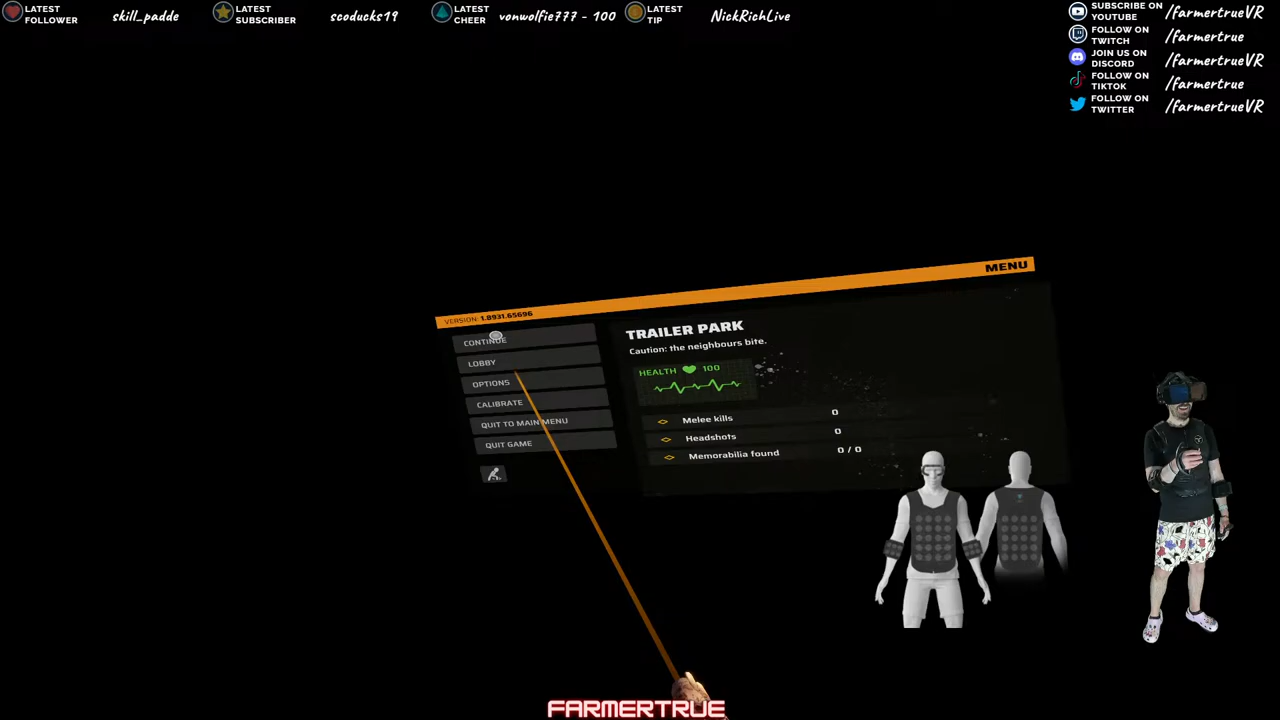 LATEST FOLLOWER skill_padde
LATEST SUBSCRIBER scoducks19
LATEST CHEER vonwolfie777 - 100
LATEST TIP NickRichLive
SUBSCRIBE ON YOUTUBE /farmertrueVR
FOLLOW ON TWITCH /farmertrue
JOIN US ON DISCORD /farmertrueVR
FOLLOW ON TIKTOK /farmertrue
FOLLOW ON TWITTER /farmertrueVR
MENU
VERSION: 1.8931.65696
CONTINUE
LOBBY
OPTIONS
CALIBRATE
QUIT TO MAIN MENU
QUIT GAME
TRAILER PARK
Caution: the neighbours bite.
HEALTH 100
Melee kills 0
Headshots 0
Memorabilia found 0 / 0
FARMERTRUE